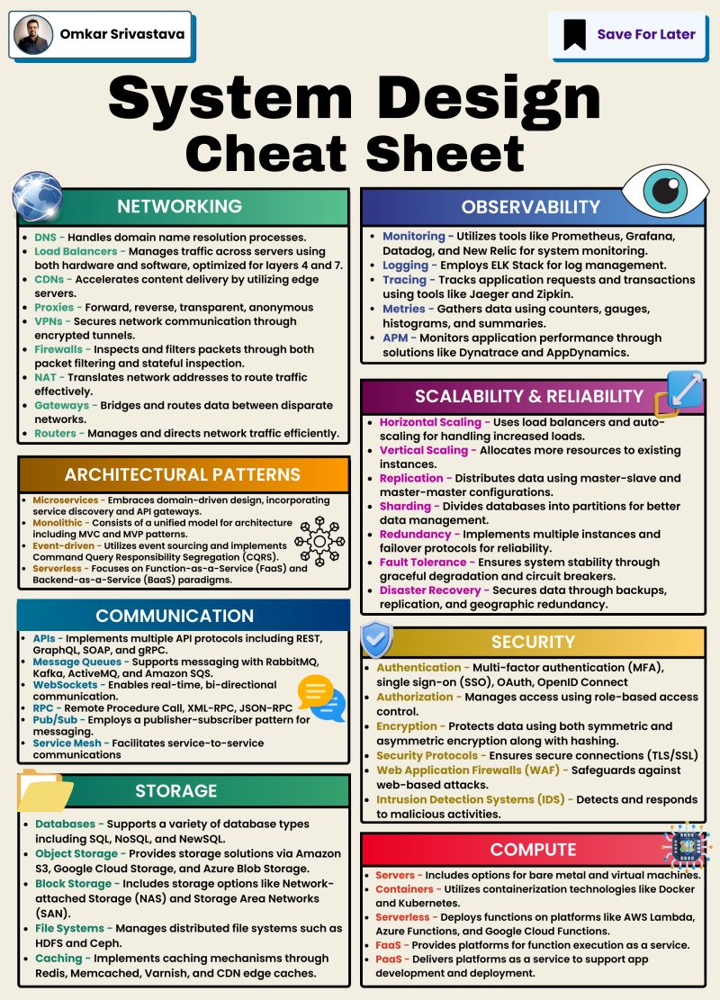 Omkar Srivastava
Save For Later
System Design
Cheat Sheet
NETWORKING
• DNS - Handles domain name resolution processes.
• Load Balancers - Manages traffic across servers using
both hardware and software, optimized for layers 4 and 7.
• CDNs - Accelerates content delivery by utilizing edge
servers.
• Proxies - Forward, reverse, transparent, anonymous
• VPNs - Secures network communication through
encrypted tunnels.
• Firewalls - Inspects and filters packets through both
packet filtering and stateful inspection.
• NAT - Translates network addresses to route traffic
effectively.
• Gateways - Bridges and routes data between disparate
networks.
• Routers - Manages and directs network traffic efficiently.
ARCHITECTURAL PATTERNS
• Microservices - Embraces domain-driven design, incorporating
service discovery and API gateways.
• Monolithic - Consists of a unified model for architecture
including MVC and MVP patterns.
• Event-driven - Utilizes event sourcing and implements
Command Query Responsibility Segregation (CQRS).
• Serverless - Focuses on Function-as-a-Service (FaaS) and
Backend-as-a-Service (BaaS) paradigms.
COMMUNICATION
• APIs - Implements multiple API protocols including REST,
GraphQL, SOAP, and gRPC.
• Message Queues - Supports messaging with RabbitMQ,
Kafka, ActiveMQ, and Amazon SQS.
• WebSockets - Enables real-time, bi-directional
communication.
• RPC - Remote Procedure Call, XML-RPC, JSON-RPC
• Pub/Sub - Employs a publisher-subscriber pattern for
messaging.
• Service Mesh - Facilitates service-to-service
communications
STORAGE
• Databases - Supports a variety of database types
including SQL, NoSQL, and NewSQL.
• Object Storage - Provides storage solutions via Amazon
S3, Google Cloud Storage, and Azure Blob Storage.
• Block Storage - Includes storage options like Network-
attached Storage (NAS) and Storage Area Networks
(SAN).
• File Systems - Manages distributed file systems such as
HDFS and Ceph.
• Caching - Implements caching mechanisms through
Redis, Memcached, Varnish, and CDN edge caches.
OBSERVABILITY
• Monitoring - Utilizes tools like Prometheus, Grafana,
Datadog, and New Relic for system monitoring.
• Logging - Employs ELK Stack for log management.
• Tracing - Tracks application requests and transactions
using tools like Jaeger and Zipkin.
• Metries - Gathers data using counters, gauges,
histograms, and summaries.
• APM - Monitors application performance through
solutions like Dynatrace and AppDynamics.
SCALABILITY & RELIABILITY
• Horizontal Scaling - Uses load balancers and auto-
scaling for handling increased loads.
• Vertical Scaling - Allocates more resources to existing
instances.
• Replication - Distributes data using master-slave and
master-master configurations.
• Sharding - Divides databases into partitions for better
data management.
• Redundancy - Implements multiple instances and
failover protocols for reliability.
• Fault Tolerance - Ensures system stability through
graceful degradation and circuit breakers.
• Disaster Recovery - Secures data through backups,
replication, and geographic redundancy.
SECURITY
• Authentication - Multi-factor authentication (MFA),
single sign-on (SSO), OAuth, OpenID Connect
• Authorization - Manages access using role-based access
control.
• Encryption - Protects data using both symmetric and
asymmetric encryption along with hashing.
• Security Protocols - Ensures secure connections (TLS/SSL)
• Web Application Firewalls (WAF) - Safeguards against
web-based attacks.
• Intrusion Detection Systems (IDS) - Detects and responds
to malicious activities.
COMPUTE
• Servers - Includes options for bare metal and virtual machines.
• Containers - Utilizes containerization technologies like Docker
and Kubernetes.
• Serverless - Deploys functions on platforms like AWS Lambda,
Azure Functions, and Google Cloud Functions.
• FaaS - Provides platforms for function execution as a service.
• PaaS - Delivers platforms as a service to support app
development and deployment.